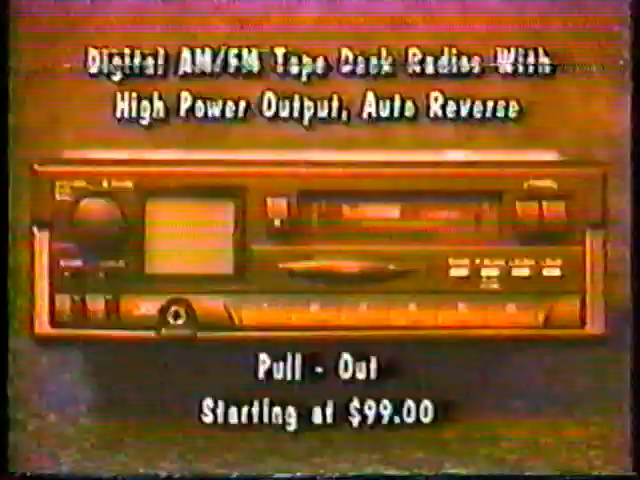 Digital AM/FM Tape Deck Radios With
High Power Output, Auto Reverse
Pull - Out
Starting at $99.00